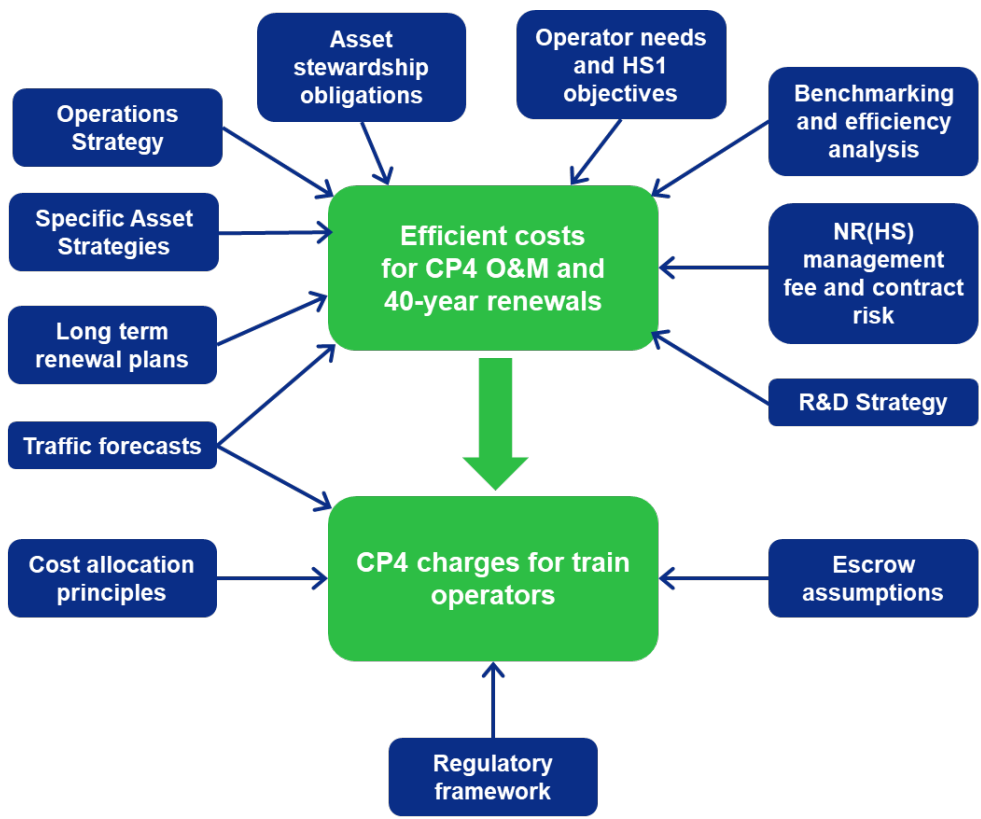 Asset
stewardship
obligations
Operator needs
and HS1
objectives
Operations
Strategy
Benchmarking
and efficiency
analysis
Specific Asset
Strategies
Efficient costs
for CP4 O&M and
40-year renewals
NR(HS)
management
fee and contract
risk
Long term
renewal plans
R&D Strategy
Traffic forecasts
Cost allocation
principles
CP4 charges for train
operators
Escrow
assumptions
Regulatory
framework